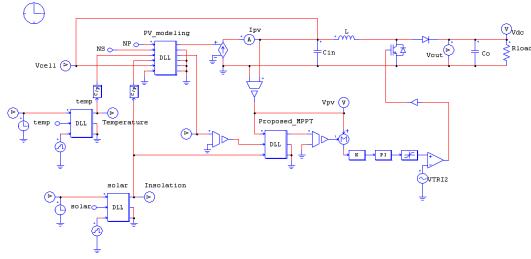 PV_modeling
Ipv
L
Vdc
NP
NS
DLL
Vcell
Cin
Vout
Co
Rload
temp
Vpv
Proposed_MPPT
temp
DLL
Temperature
DLL
M
K
PI
solar
Insolation
VTRI2
solar
DLL